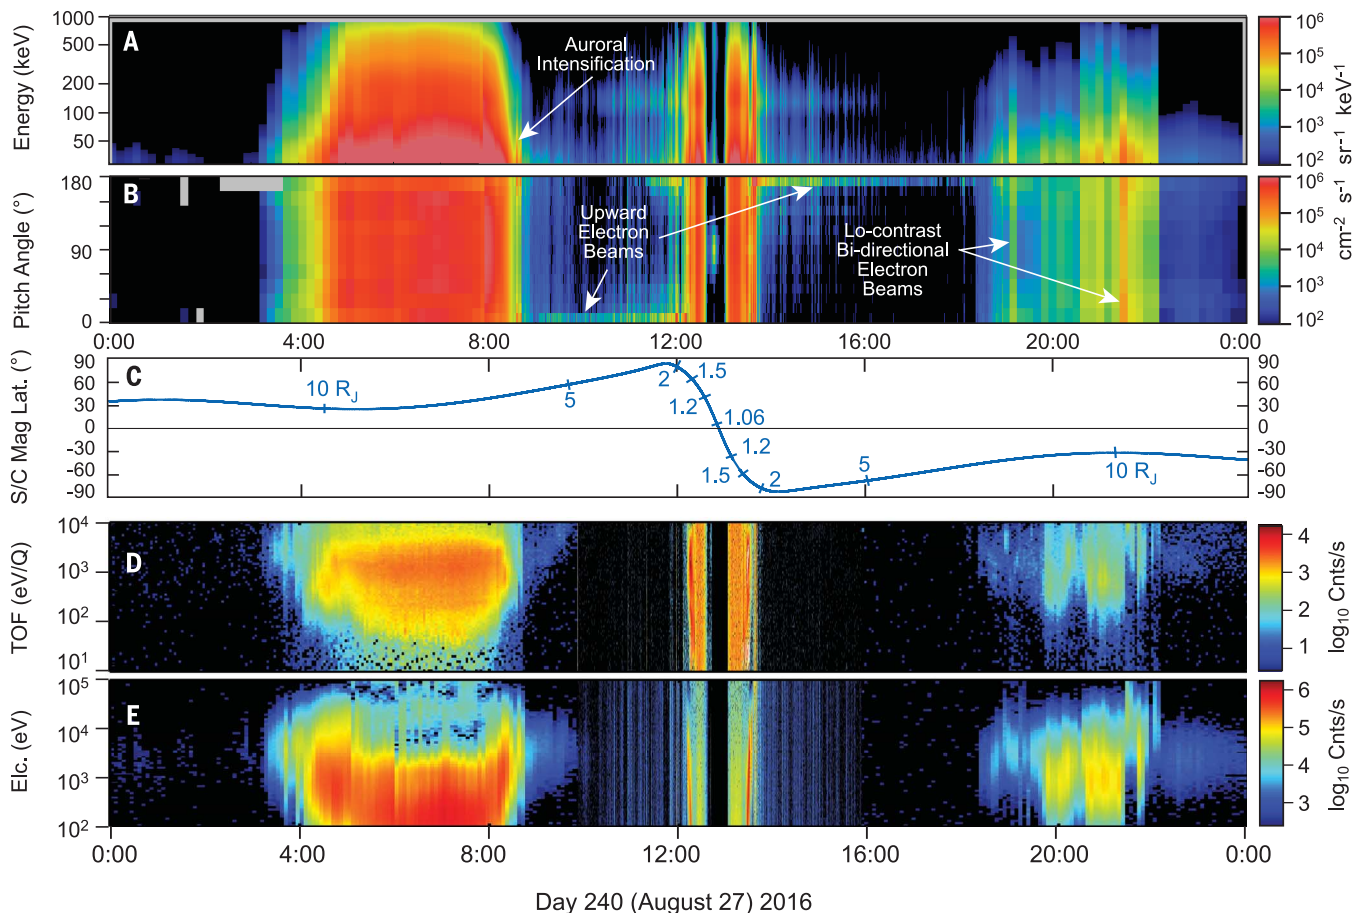 A
Energy (keV)
1000
500
200
100
50
Auroral
Intensification
10⁶
10⁵
10⁴
10³
10²
sr⁻¹ keV⁻¹
B
Pitch Angle (°)
180
90
0
Upward
Electron
Beams
Lo-contrast
Bi-directional
Electron
Beams
10⁶
10⁵
10⁴
10³
10²
cm⁻² s⁻¹
0:00 4:00 8:00 12:00 16:00 20:00 0:00
C
S/C Mag Lat. (°)
90
60
30
0
-30
-60
-90
10 R_J
5
2
1.5
1.2
1.06
1.2
1.5
2
5
10 R_J
90
60
30
0
-30
-60
-90
D
TOF (eV/Q)
10⁴
10³
10²
10¹
4
3
2
1
log₁₀ Cnts/s
E
Elc. (eV)
10⁵
10⁴
10³
10²
6
5
4
3
log₁₀ Cnts/s
0:00 4:00 8:00 12:00 16:00 20:00 0:00
Day 240 (August 27) 2016